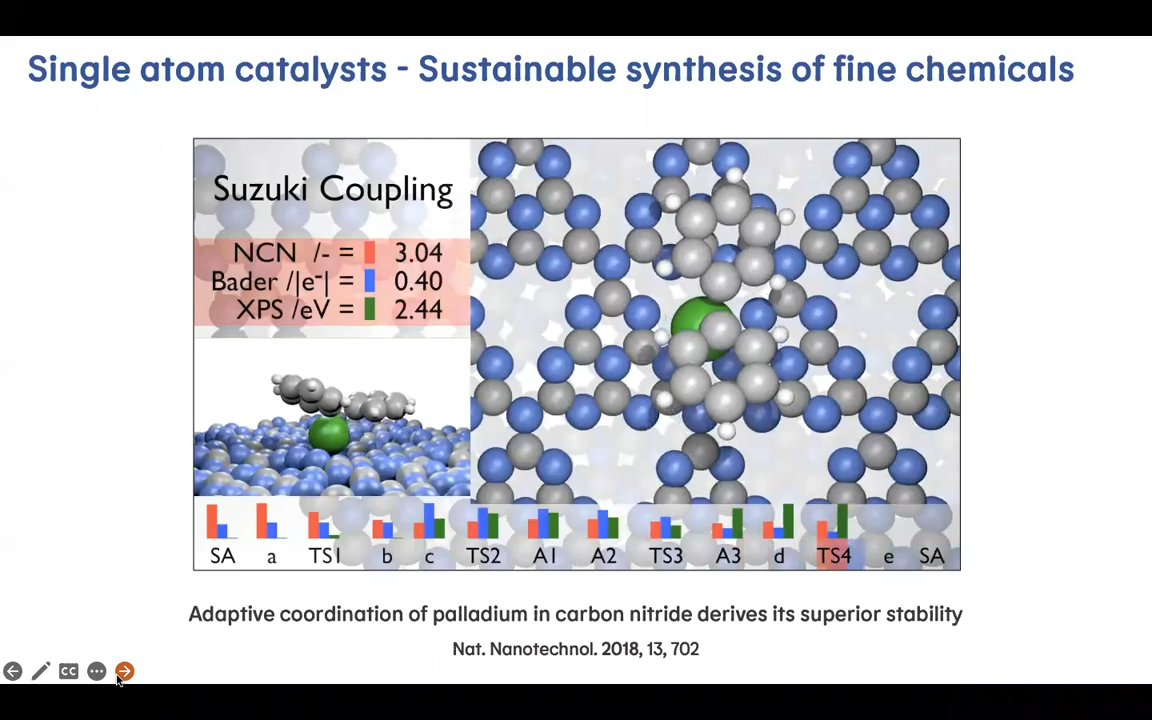 Single atom catalysts - Sustainable synthesis of fine chemicals
Suzuki Coupling
NCN /- = 3.04
Bader /|e⁻| = 0.40
XPS /eV = 2.44
SA a TS1 b c TS2 A1 A2 TS3 A3 d TS4 e SA
Adaptive coordination of palladium in carbon nitride derives its superior stability
Nat. Nanotechnol. 2018, 13, 702
CC